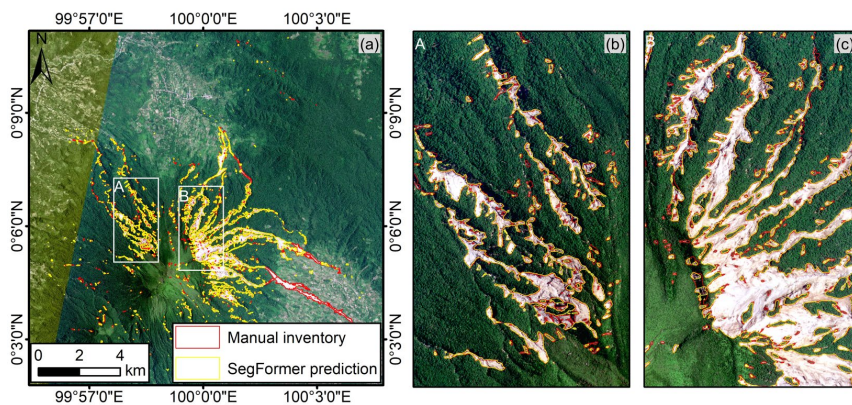 99°57'0"E 100°0'0"E 100°3'0"E
N
(a)
A
(b)
B
(c)
0°9'0"N
0°9'0"N
A
B
0°6'0"N
0°6'0"N
0°3'0"N
0°3'0"N
Manual inventory
SegFormer prediction
0 2 4
km
99°57'0"E 100°0'0"E 100°3'0"E